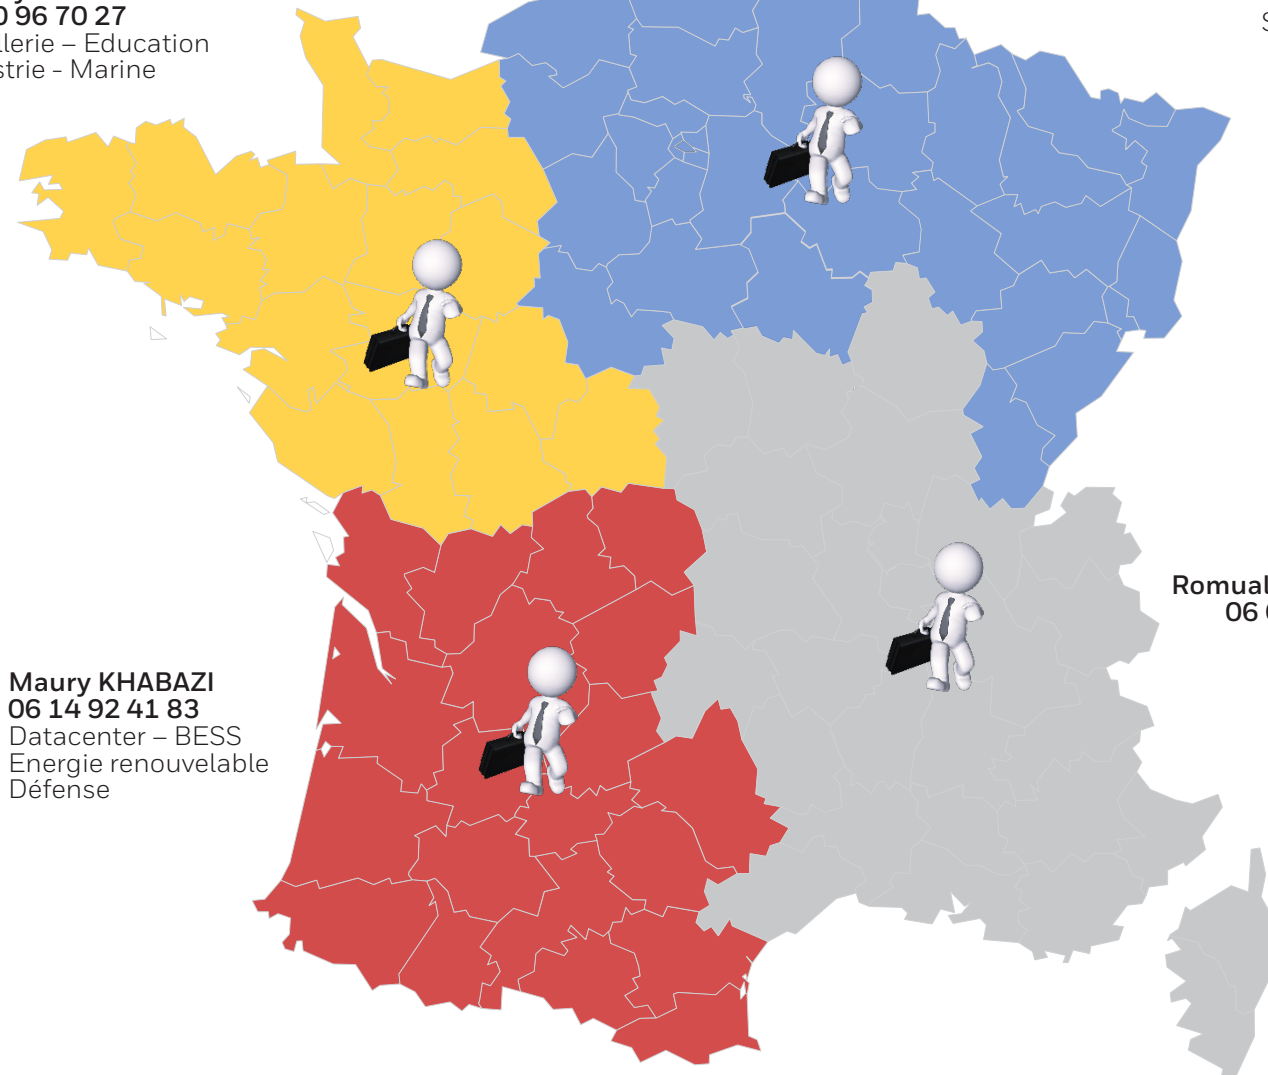 0 96 70 27
llerie – Education
strie - Marine
S
Romual
06 0
Maury KHABAZI
06 14 92 41 83
Datacenter – BESS
Energie renouvelable
Défense